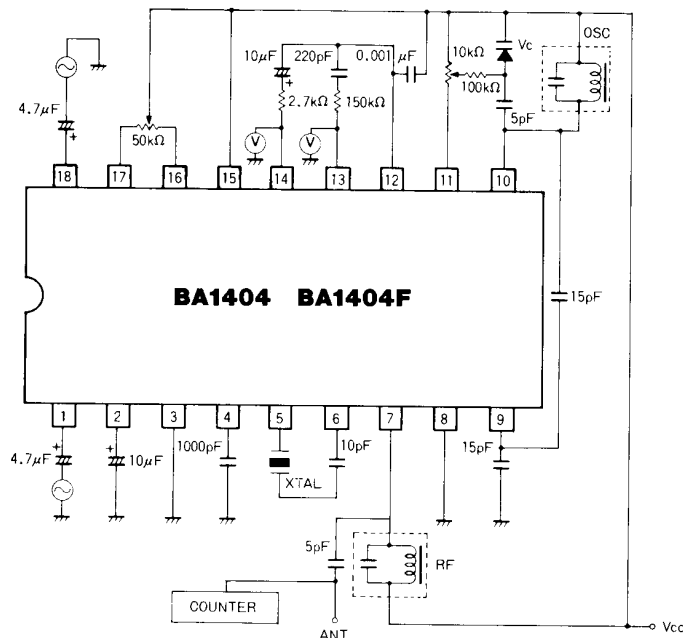 OSC
Vc
10μF
220pF
0.001 μF
10kΩ
100kΩ
4.7μF
2.7kΩ
150kΩ
5pF
50kΩ
V
V
18
17
16
15
14
13
12
11
10
BA1404 BA1404F
15pF
1
2
3
4
5
6
7
8
9
4.7μF
10μF
1000pF
10pF
15pF
XTAL
5pF
RF
COUNTER
ANT
Vcc